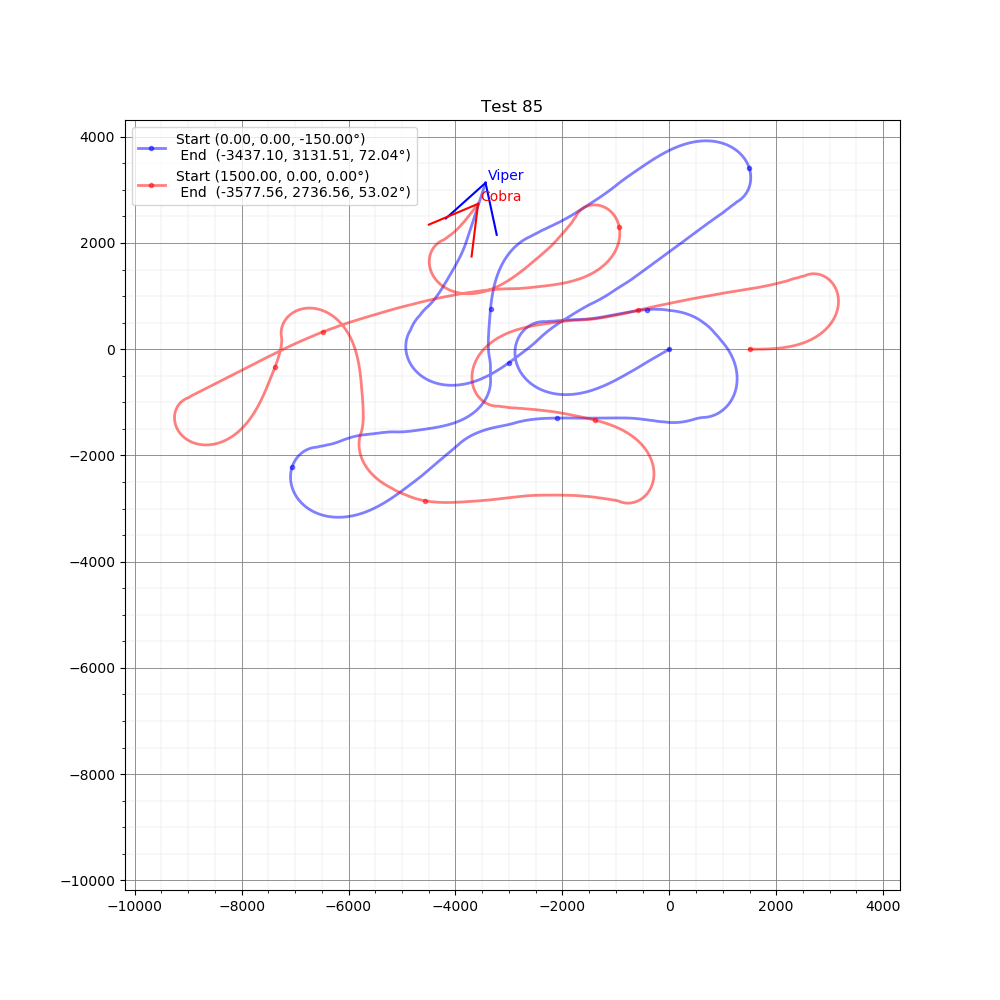 Test 85
Start (0.00, 0.00, -150.00°)
End  (-3437.10, 3131.51, 72.04°)
Start (1500.00, 0.00, 0.00°)
End  (-3577.56, 2736.56, 53.02°)
Viper
Cobra
4000
2000
0
−2000
−4000
−6000
−8000
−10000
−10000 −8000 −6000 −4000 −2000 0 2000 4000